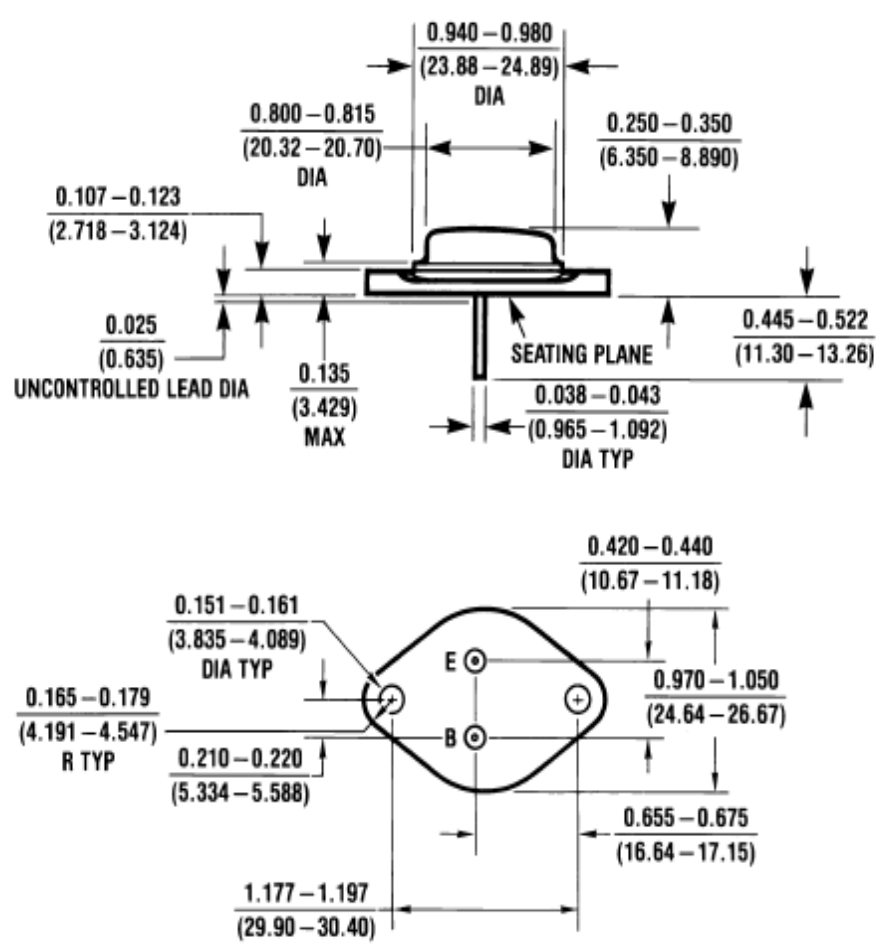 0.940 – 0.980
(23.88 – 24.89)
DIA
0.800 – 0.815
(20.32 – 20.70)
DIA
0.250 – 0.350
(6.350 – 8.890)
0.107 – 0.123
(2.718 – 3.124)
0.025
(0.635)
UNCONTROLLED LEAD DIA
0.135
(3.429)
MAX
SEATING PLANE
0.445 – 0.522
(11.30 – 13.26)
0.038 – 0.043
(0.965 – 1.092)
DIA TYP
0.420 – 0.440
(10.67 – 11.18)
0.151 – 0.161
(3.835 – 4.089)
DIA TYP
E
0.165 – 0.179
(4.191 – 4.547)
R TYP
0.970 – 1.050
(24.64 – 26.67)
B
0.210 – 0.220
(5.334 – 5.588)
0.655 – 0.675
(16.64 – 17.15)
1.177 – 1.197
(29.90 – 30.40)